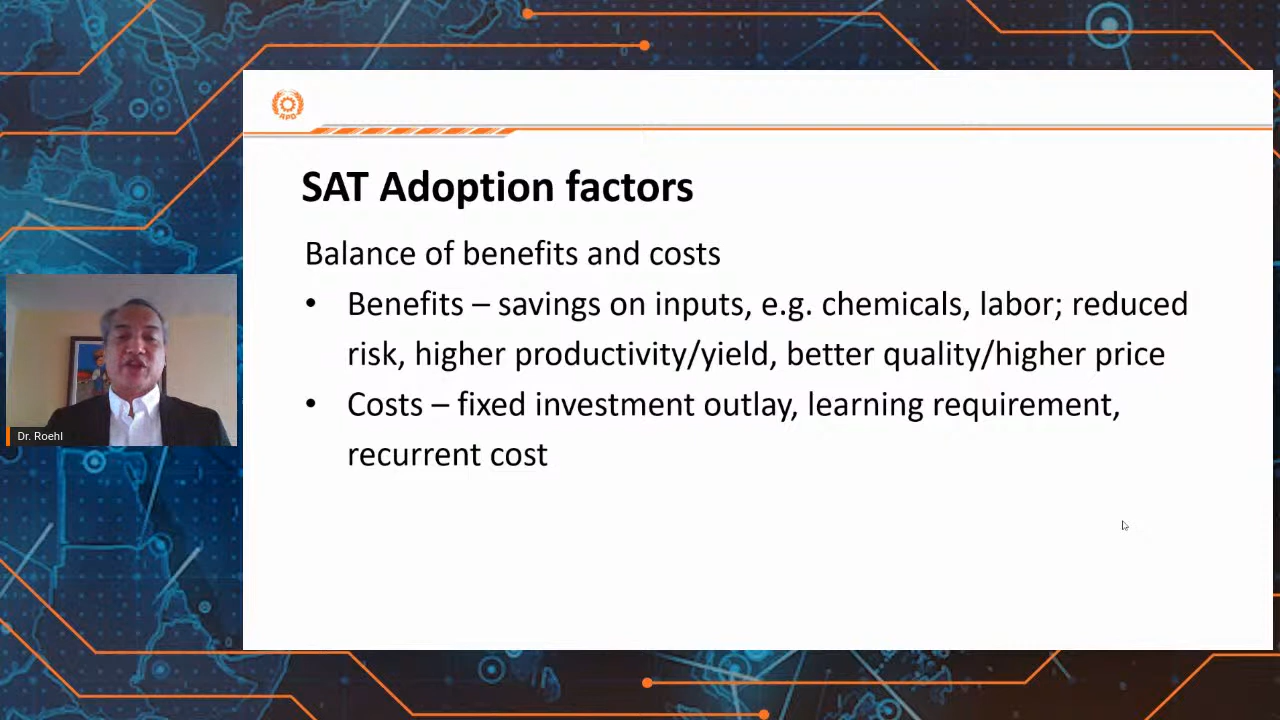 APO
SAT Adoption factors
Balance of benefits and costs
• Benefits – savings on inputs, e.g. chemicals, labor; reduced
risk, higher productivity/yield, better quality/higher price
• Costs – fixed investment outlay, learning requirement,
recurrent cost
Dr. Roehl